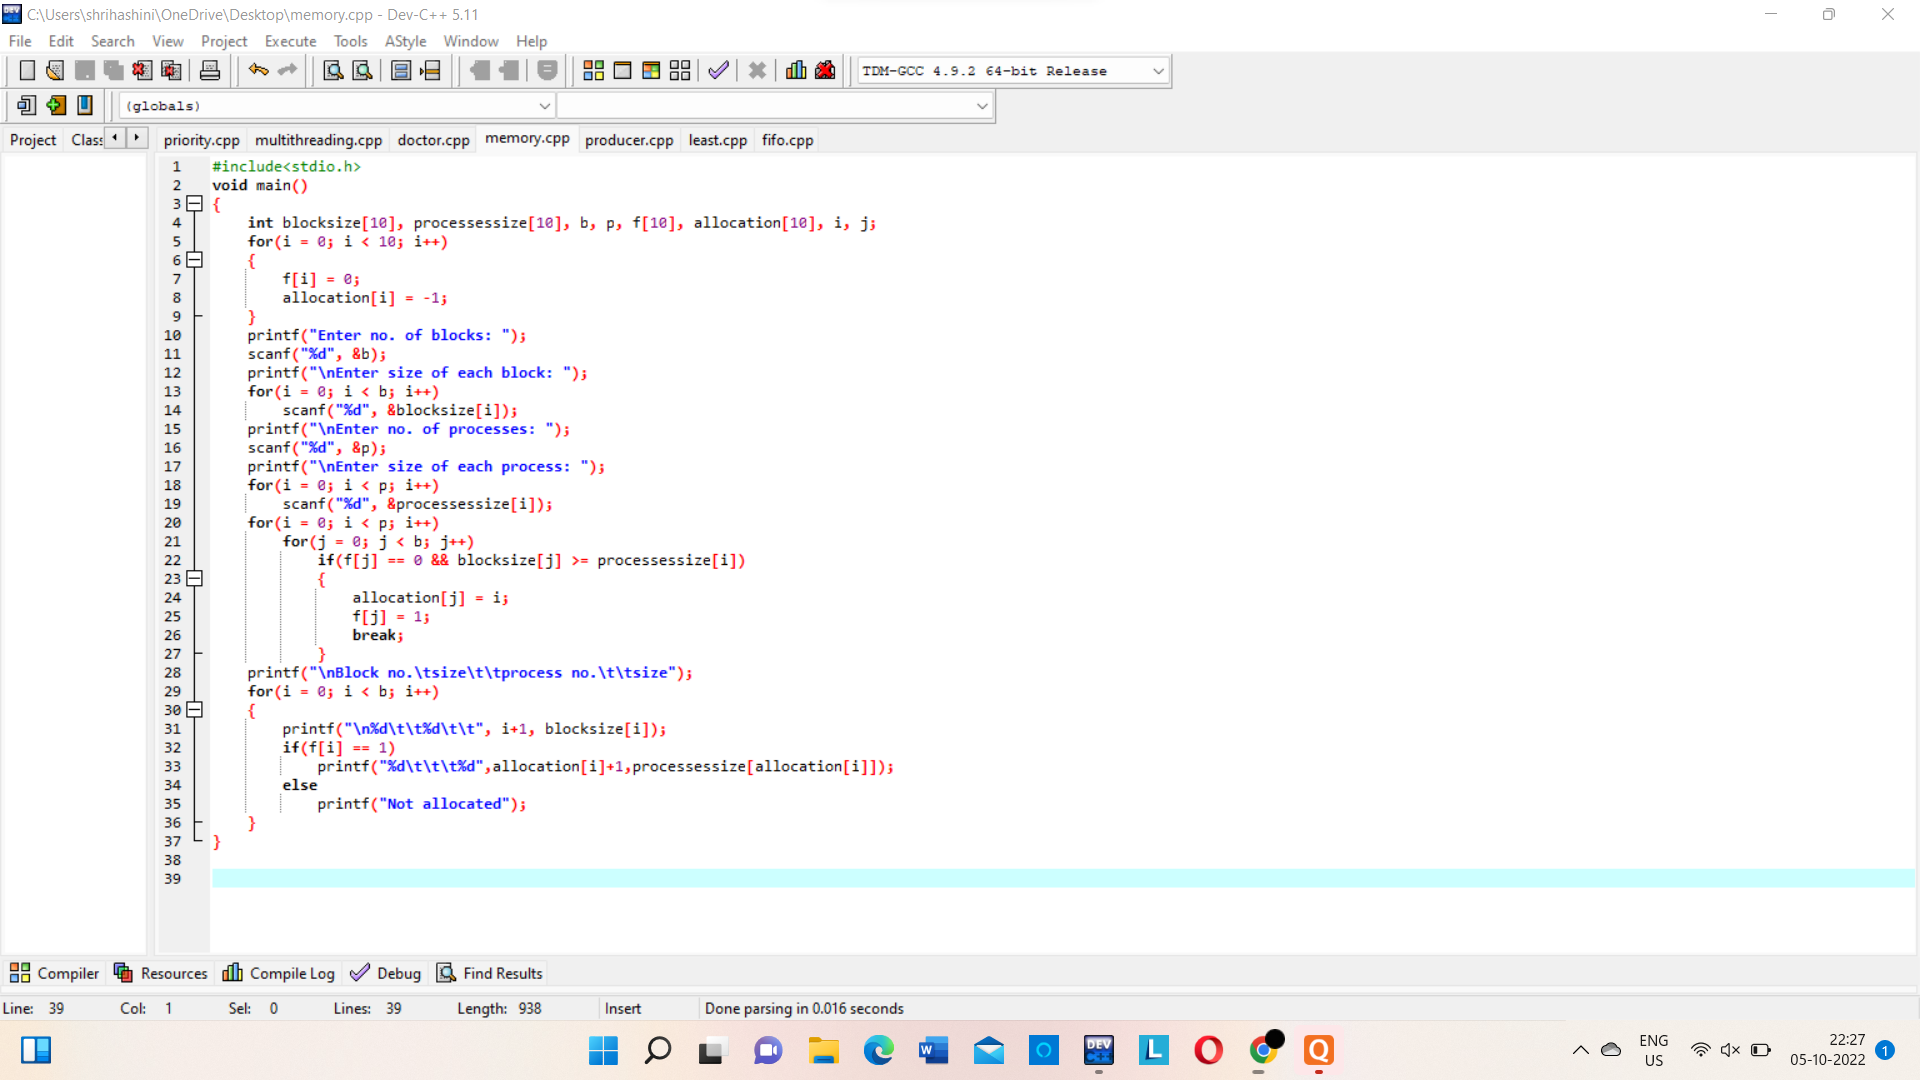 C:\Users\shrihashini\OneDrive\Desktop\memory.cpp - Dev-C++ 5.11
File Edit Search View Project Execute Tools AStyle Window Help
TDM-GCC 4.9.2 64-bit Release
(globals)
Project Class priority.cpp multithreading.cpp doctor.cpp memory.cpp producer.cpp least.cpp fifo.cpp
1 #include<stdio.h>
2 void main()
3 {
4 int blocksize[10], processessize[10], b, p, f[10], allocation[10], i, j;
5 for(i = 0; i < 10; i++)
6 {
7 f[i] = 0;
8 allocation[i] = -1;
9 }
10 printf("Enter no. of blocks: ");
11 scanf("%d", &b);
12 printf("\nEnter size of each block: ");
13 for(i = 0; i < b; i++)
14 scanf("%d", &blocksize[i]);
15 printf("\nEnter no. of processes: ");
16 scanf("%d", &p);
17 printf("\nEnter size of each process: ");
18 for(i = 0; i < p; i++)
19 scanf("%d", &processessize[i]);
20 for(i = 0; i < p; i++)
21 for(j = 0; j < b; j++)
22 if(f[j] == 0 && blocksize[j] >= processessize[i])
23 {
24 allocation[j] = i;
25 f[j] = 1;
26 break;
27 }
28 printf("\nBlock no.\tsize\t\tprocess no.\t\tsize");
29 for(i = 0; i < b; i++)
30 {
31 printf("\n%d\t\t%d\t\t", i+1, blocksize[i]);
32 if(f[i] == 1)
33 printf("%d\t\t\t%d",allocation[i]+1,processessize[allocation[i]]);
34 else
35 printf("Not allocated");
36 }
37 }
38
39
Compiler Resources Compile Log Debug Find Results
Line: 39 Col: 1 Sel: 0 Lines: 39 Length: 938 Insert Done parsing in 0.016 seconds
ENG
US
22:27
05-10-2022
1